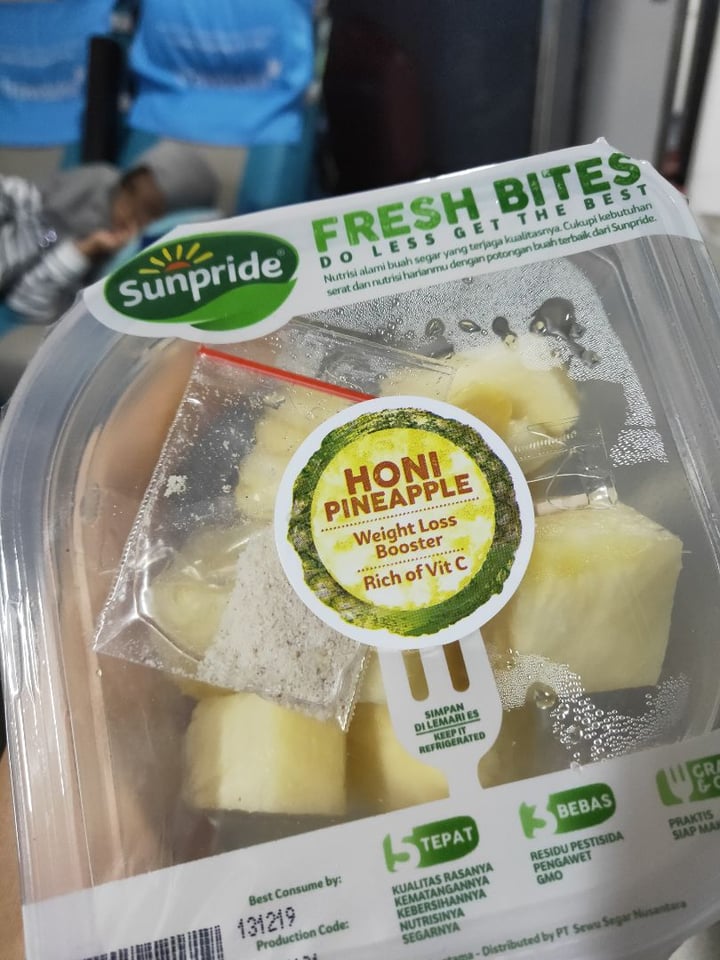 FRESH BITES
DO LESS GET THE BEST
Nutrisi alami buah segar yang terjaga kualitasnya. Cukupi kebutuhan
serat dan nutrisi harianmu dengan potongan buah terbaik dari Sunpride.
Sunpride®
HONI
PINEAPPLE
Weight Loss
Booster
Rich of Vit C
SIMPAN
DI LEMARI ES
KEEP IT
REFRIGERATED
5 TEPAT
KUALITAS RASANYA
KEMATANGANNYA
KEBERSIHANNYA
NUTRISINYA
SEGARNYA
3 BEBAS
RESIDU PESTISIDA
PENGAWET
GMO
PRAKTIS
SIAP
Best Consume by:
131219
Production Code:
- Distributed by PT Sewu Segar Nusantara